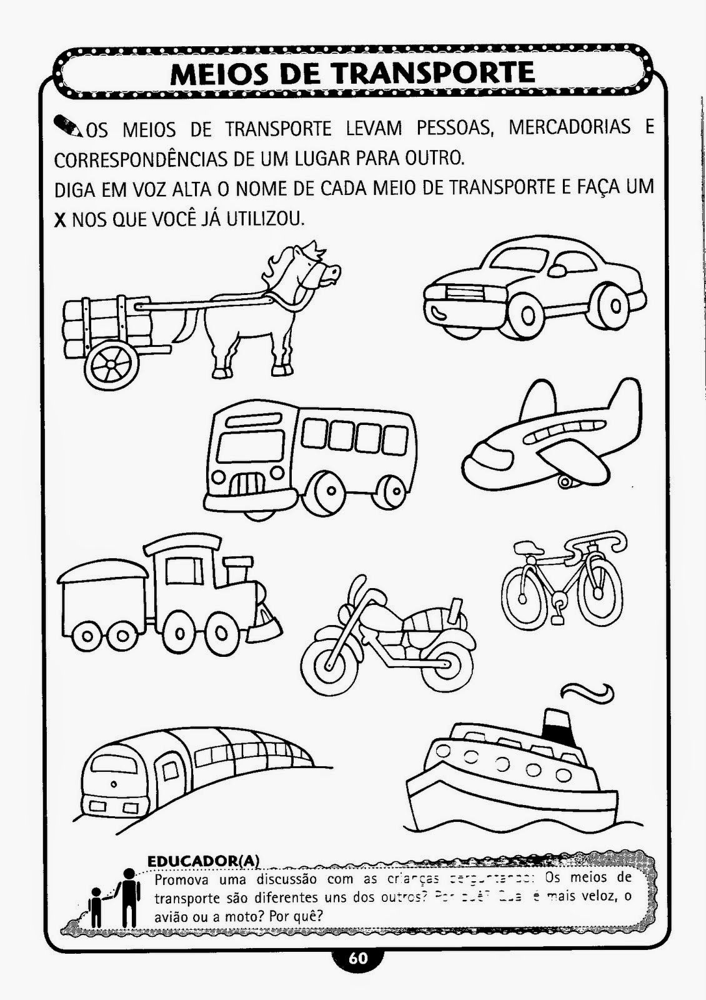 MEIOS DE TRANSPORTE
OS MEIOS DE TRANSPORTE LEVAM PESSOAS, MERCADORIAS E
CORRESPONDÊNCIAS DE UM LUGAR PARA OUTRO.
DIGA EM VOZ ALTA O NOME DE CADA MEIO DE TRANSPORTE E FAÇA UM
X NOS QUE VOCÊ JÁ UTILIZOU.
EDUCADOR(A)
Promova uma discussão com as crianças perguntando: Os meios de
transporte são diferentes uns dos outros? Por quê? Qual é mais veloz, o
avião ou a moto? Por quê?
60